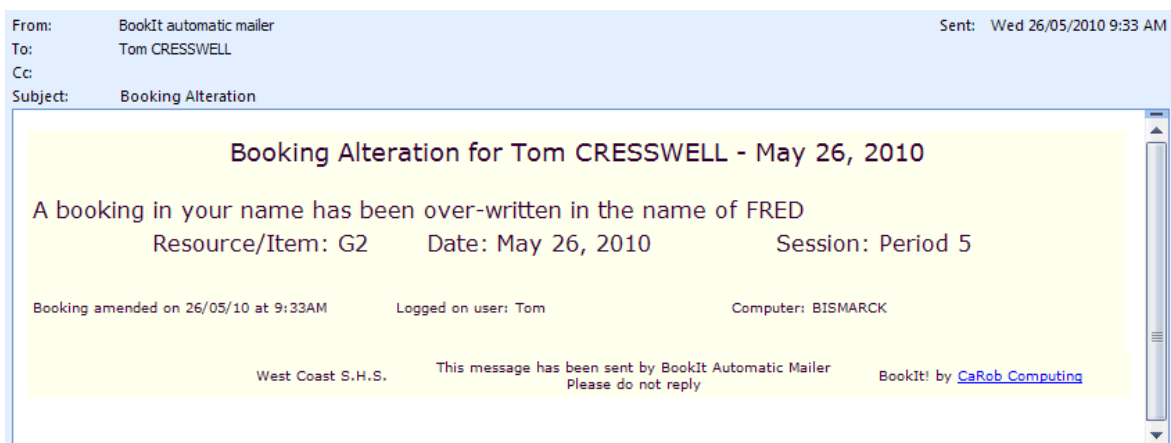 From: BookIt automatic mailer Sent: Wed 26/05/2010 9:33 AM
To: Tom CRESSWELL
Cc:
Subject: Booking Alteration
Booking Alteration for Tom CRESSWELL - May 26, 2010
A booking in your name has been over-written in the name of FRED
Resource/Item: G2 Date: May 26, 2010 Session: Period 5
Booking amended on 26/05/10 at 9:33AM Logged on user: Tom Computer: BISMARCK
West Coast S.H.S. This message has been sent by BookIt Automatic Mailer
Please do not reply BookIt! by CaRob Computing